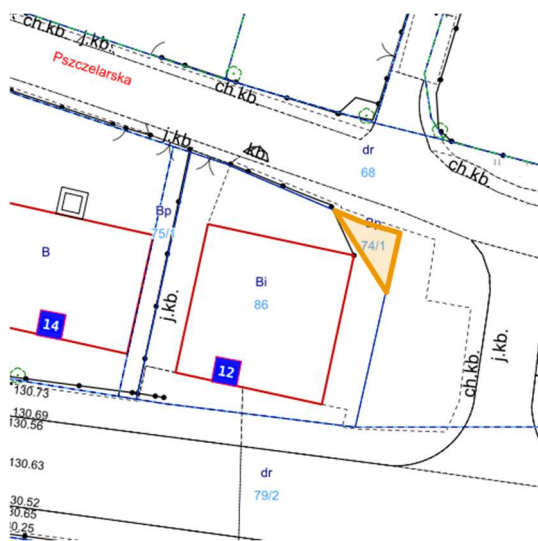 ch.kb.
j.kb.
Pszczelarska
ch.kb.
j.kb.
kb.
dr
68
ch.kb.
Bp
75/1
Bp
74/1
B
Bi
86
j.kb.
14
12
ch.kb.
j.kb.
130.73
130.69
130.56
130.63
dr
79/2
30.52
30.65
30.25